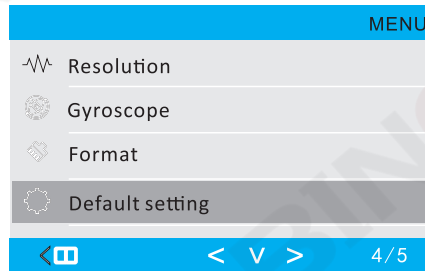 MENU
Resolution
Gyroscope
Format
Default setting
< V > 4/5